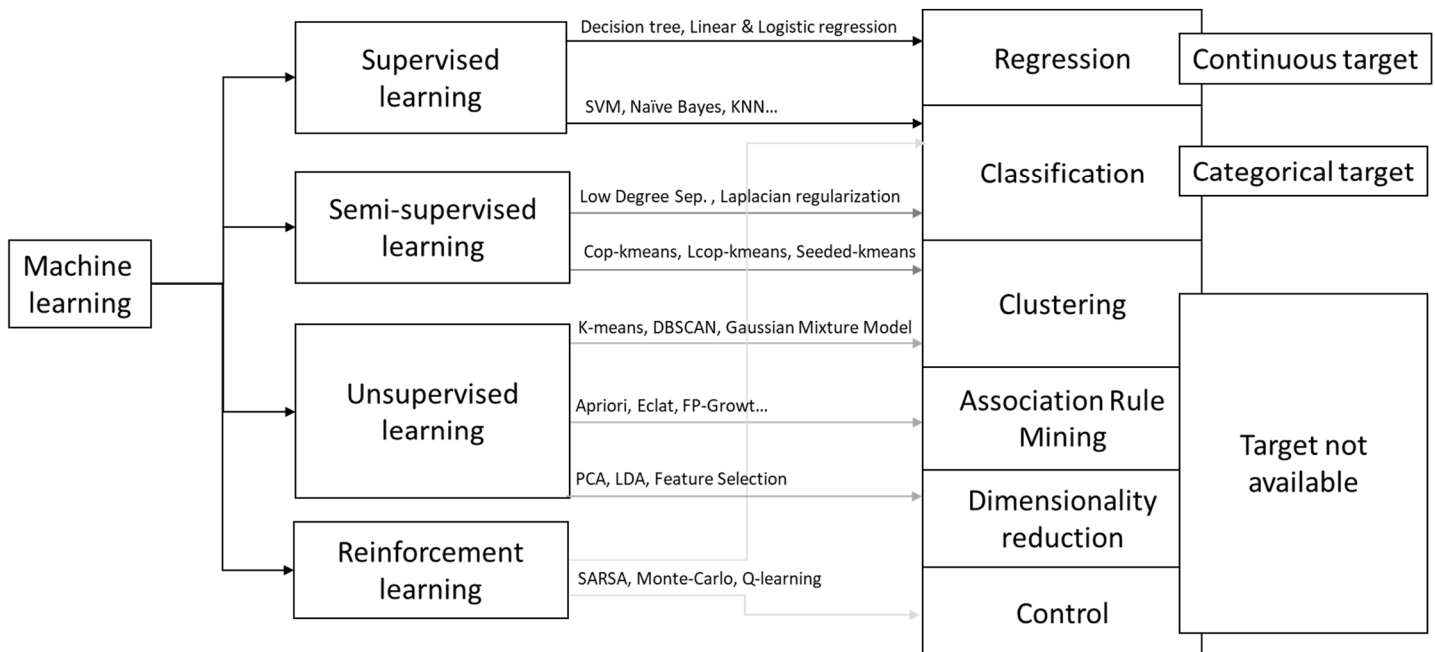 Machine
learning
Supervised
learning
Semi-supervised
learning
Unsupervised
learning
Reinforcement
learning
Decision tree, Linear & Logistic regression
SVM, Naïve Bayes, KNN...
Low Degree Sep. , Laplacian regularization
Cop-kmeans, Lcop-kmeans, Seeded-kmeans
K-means, DBSCAN, Gaussian Mixture Model
Apriori, Eclat, FP-Growt...
PCA, LDA, Feature Selection
SARSA, Monte-Carlo, Q-learning
Regression
Classification
Clustering
Association Rule
Mining
Dimensionality
reduction
Control
Continuous target
Categorical target
Target not
available